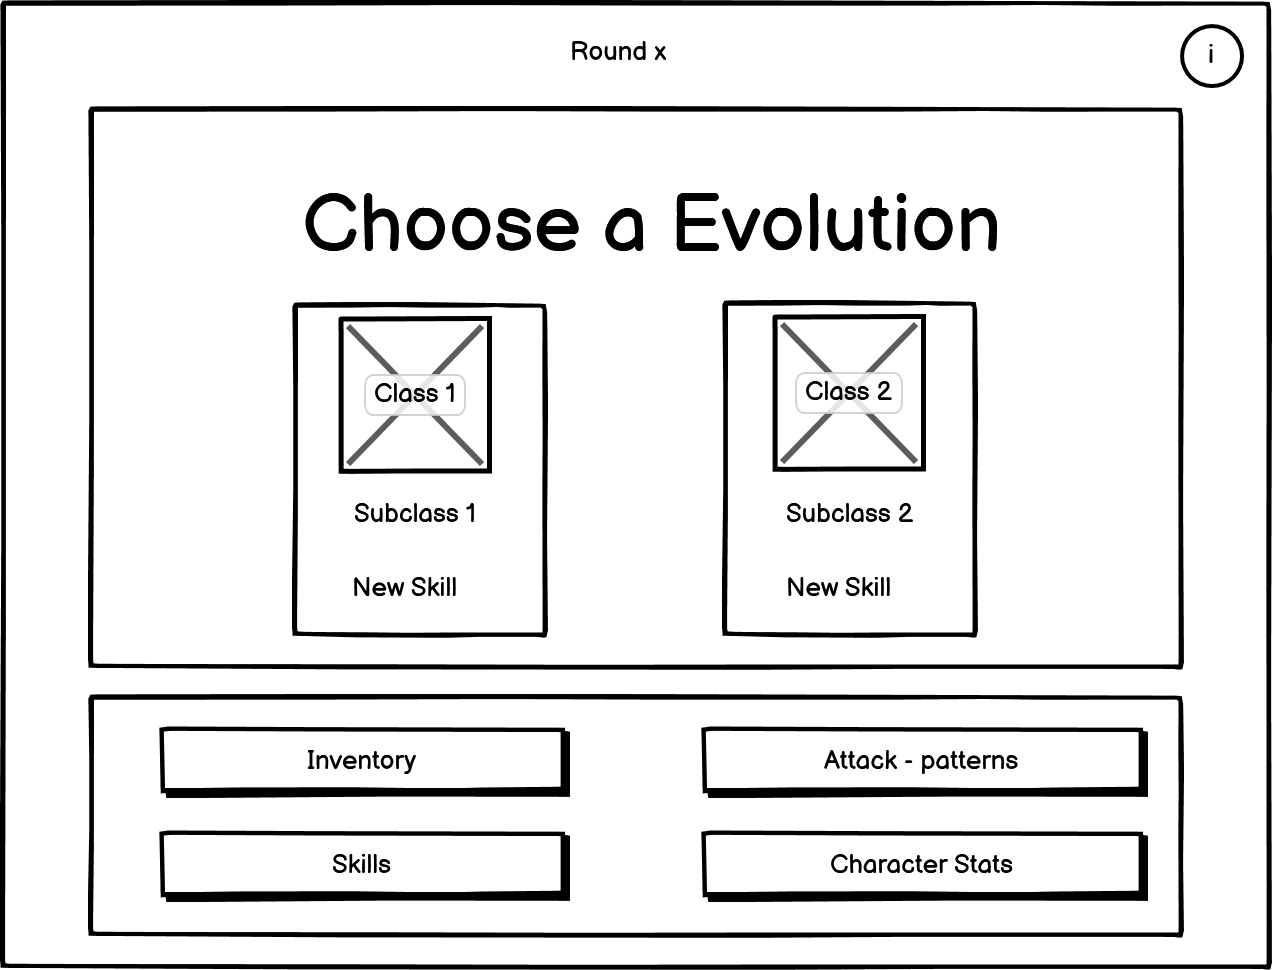 Round x
i
Choose a Evolution
Class 1
Class 2
Subclass 1
Subclass 2
New Skill
New Skill
Inventory
Attack - patterns
Skills
Character Stats